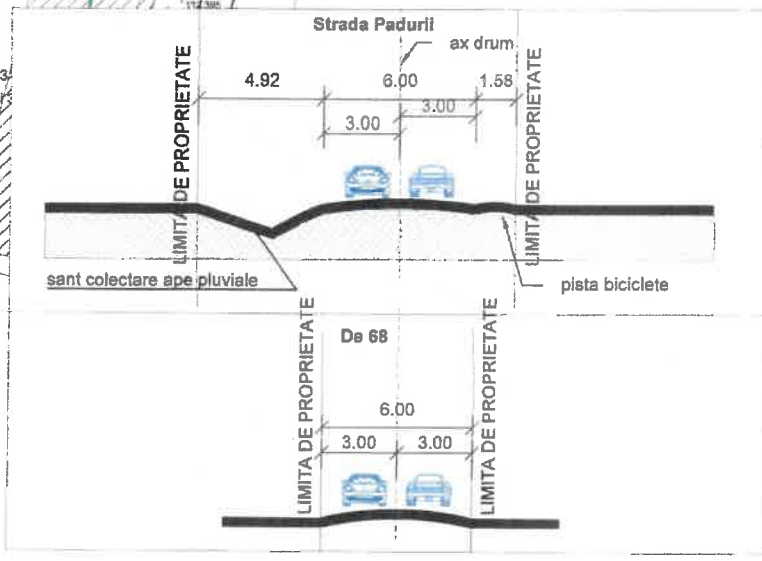 Strada Padurii
ax drum
4.92
6.00
1.58
3.00
3.00
LIMITA DE PROPRIETATE
LIMITA DE PROPRIETATE
sant colectare ape pluviale
pista biciclete
De 68
LIMITA DE PROPRIETATE
LIMITA DE PROPRIETATE
6.00
3.00
3.00